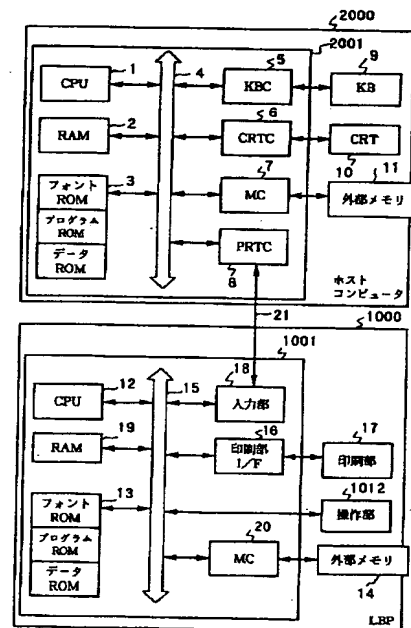 2000
2001
CPU
1
4
5
KBC
9
KB
RAM
2
6
CRTC
CRT
10
フォント
ROM
3
プログラム
ROM
データ
ROM
7
MC
11
外部メモリ
PRTC
8
ホスト
コンピュータ
21
1000
1001
CPU
12
15
18
入力部
RAM
19
16
印刷部
I/F
17
印刷部
13
フォント
ROM
プログラム
ROM
データ
ROM
1012
操作部
20
MC
外部メモリ
14
LBP